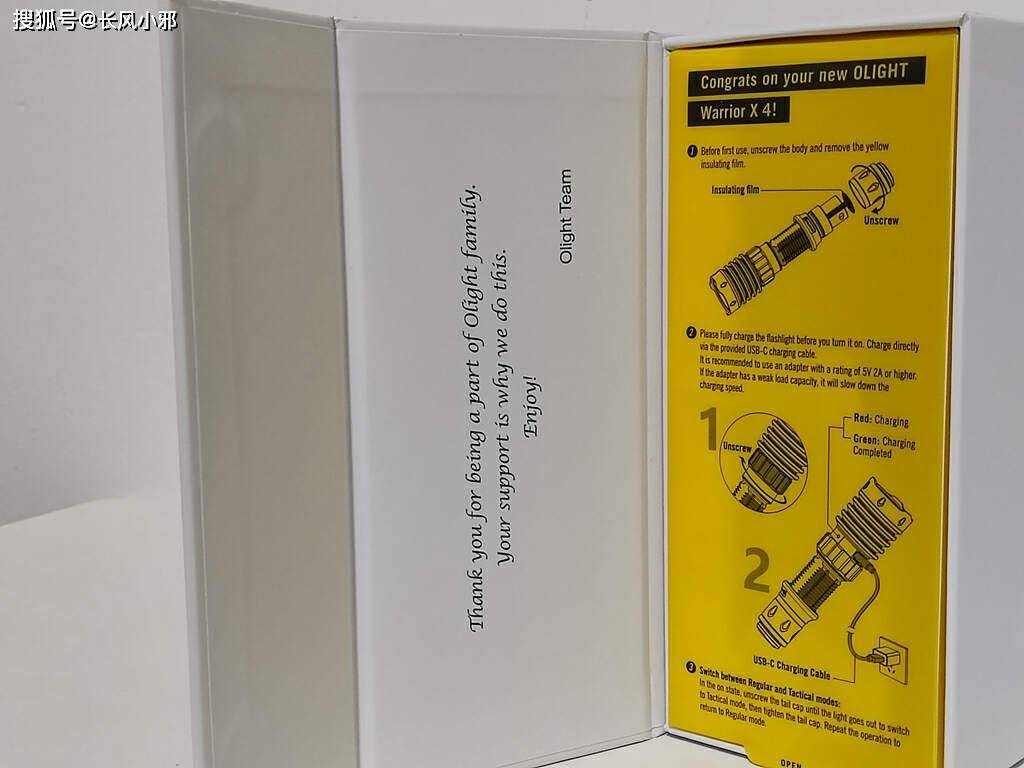 搜狐号@长风小邪
Thank you for being a part of Olight family.
Your support is why we do this.
Enjoy!
Olight Team
Congrats on your new OLIGHT
Warrior X 4!
1 Before first use, unscrew the body and remove the yellow
insulating film.
Insulating film
Unscrew
2 Please fully charge the flashlight before you turn it on. Charge directly
via the provided USB-C charging cable.
It is recommended to use an adapter with a rating of 5V 2A or higher.
If the adapter has a weak load capacity, it will slow down the
charging speed.
1
Unscrew
Red: Charging
Green: Charging
Completed
2
USB-C Charging Cable
3 Switch between Regular and Tactical modes:
In the on state, unscrew the tail cap until the light goes out to switch
to Tactical mode, then tighten the tail cap. Repeat the operation to
return to Regular mode.
OPEN